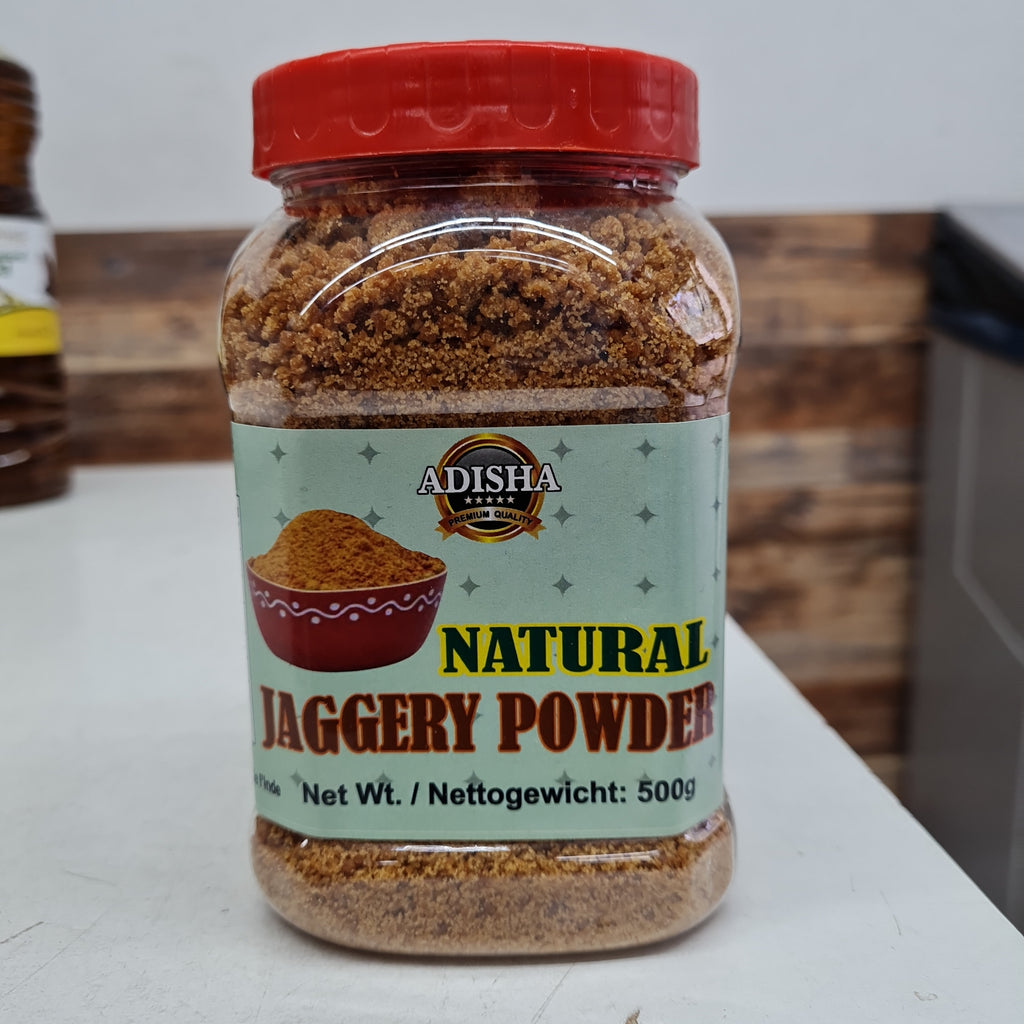 ADISHA
PREMIUM QUALITY
NATURAL
JAGGERY POWDER
Net Wt. / Nettogewicht: 500g